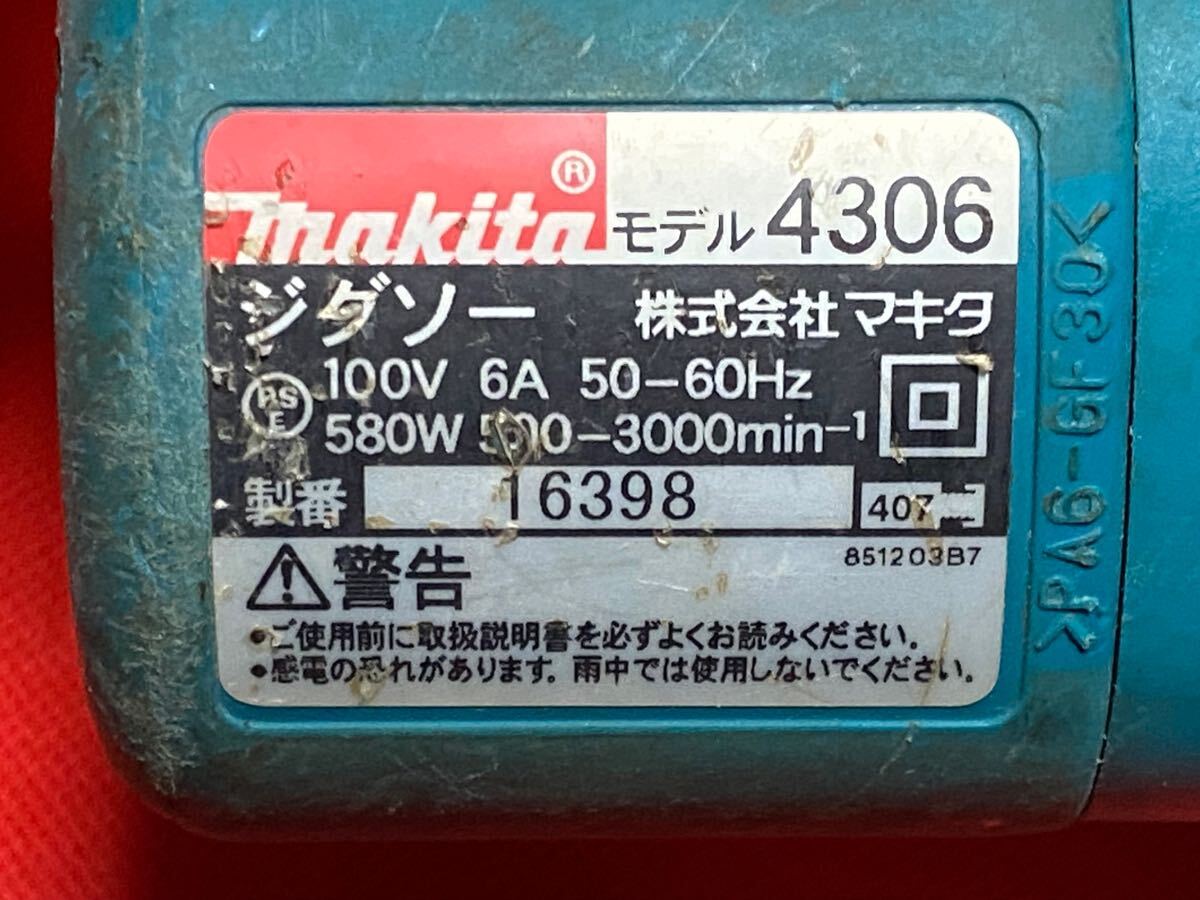 makita®
モデル 4306
ジグソー 株式会社マキタ
PSE 100V 6A 50-60Hz
580W 500-3000min-1
製番 16398 407
851203B7
警告
●ご使用前に取扱説明書を必ずよくお読みください。
●感電の恐れがあります。雨中では使用しないでください。
>PA6-GF30<